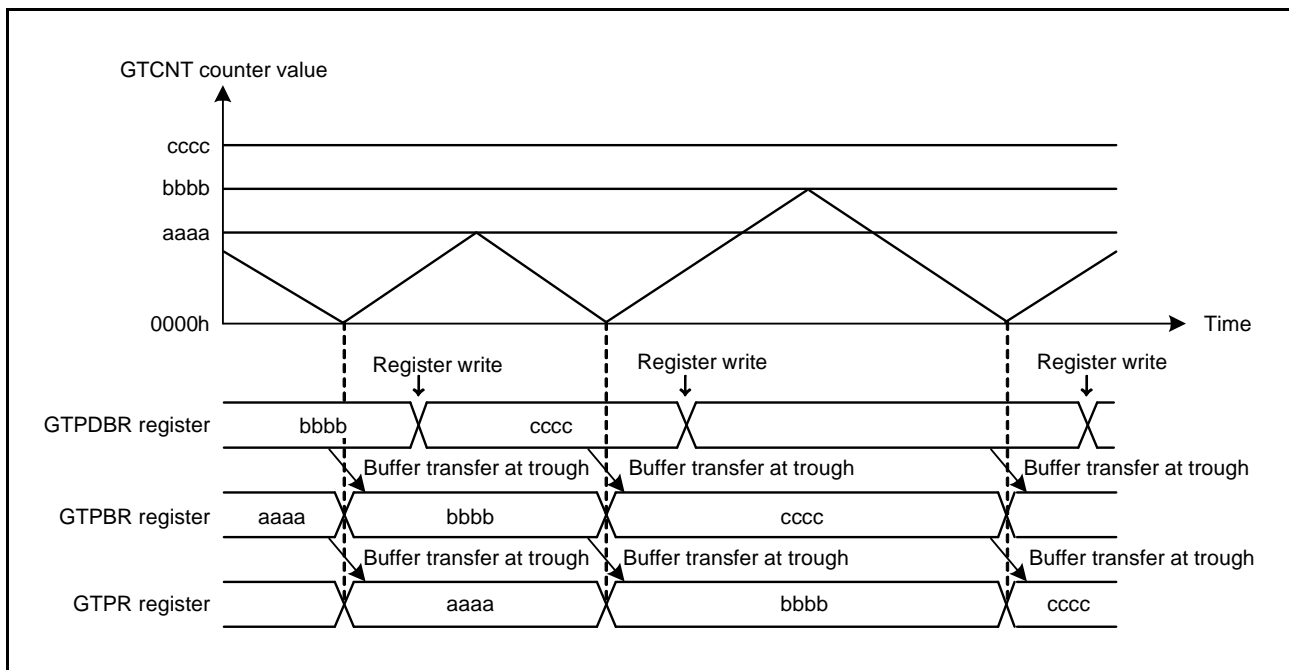 GTCNT counter value
cccc
bbbb
aaaa
0000h
Time
Register write Register write Register write
GTPDBR register bbbb cccc
Buffer transfer at trough Buffer transfer at trough Buffer transfer at trough
GTPBR register aaaa bbbb cccc
Buffer transfer at trough Buffer transfer at trough Buffer transfer at trough
GTPR register aaaa bbbb cccc